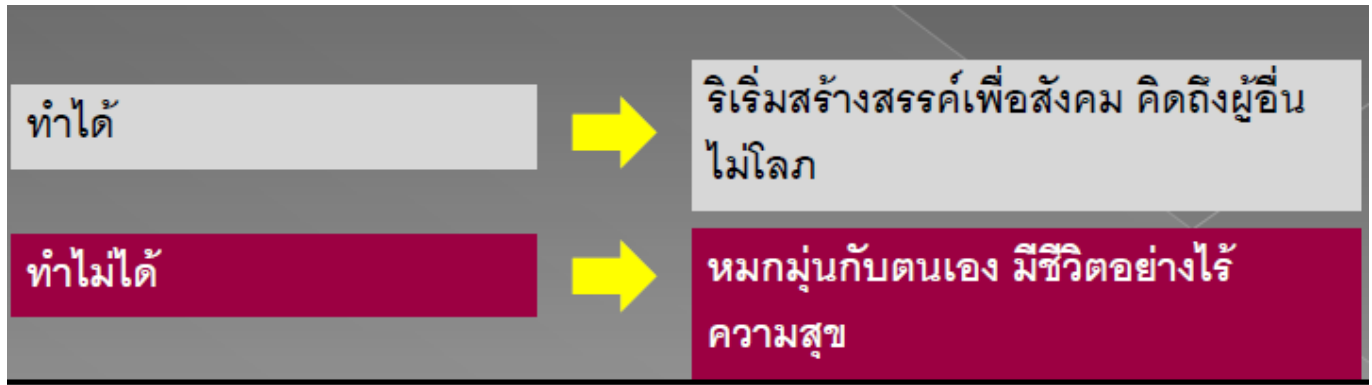 ทำได้
ริเริ่มสร้างสรรค์เพื่อสังคม คิดถึงผู้อื่น
ไม่โลภ
ทำไม่ได้
หมกมุ่นกับตนเอง มีชีวิตอย่างไร้
ความสุข